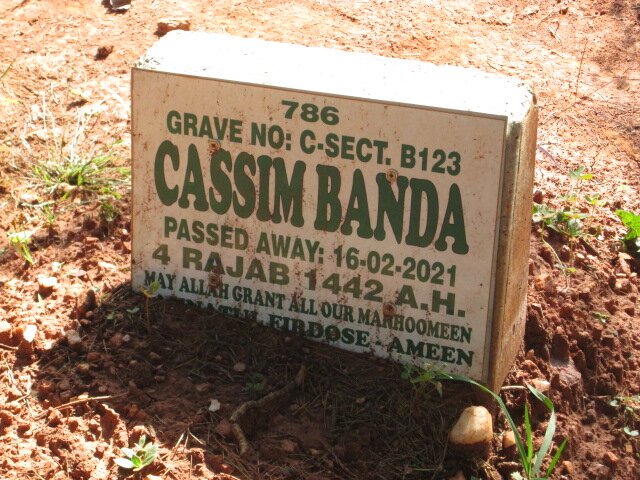 786
GRAVE NO: C-SECT. B123
CASSIM BANDA
PASSED AWAY: 16-02-2021
4 RAJAB 1442 A.H.
MAY ALLAH GRANT ALL OUR MARHOOMEEN
FIRDOSE, AMEEN